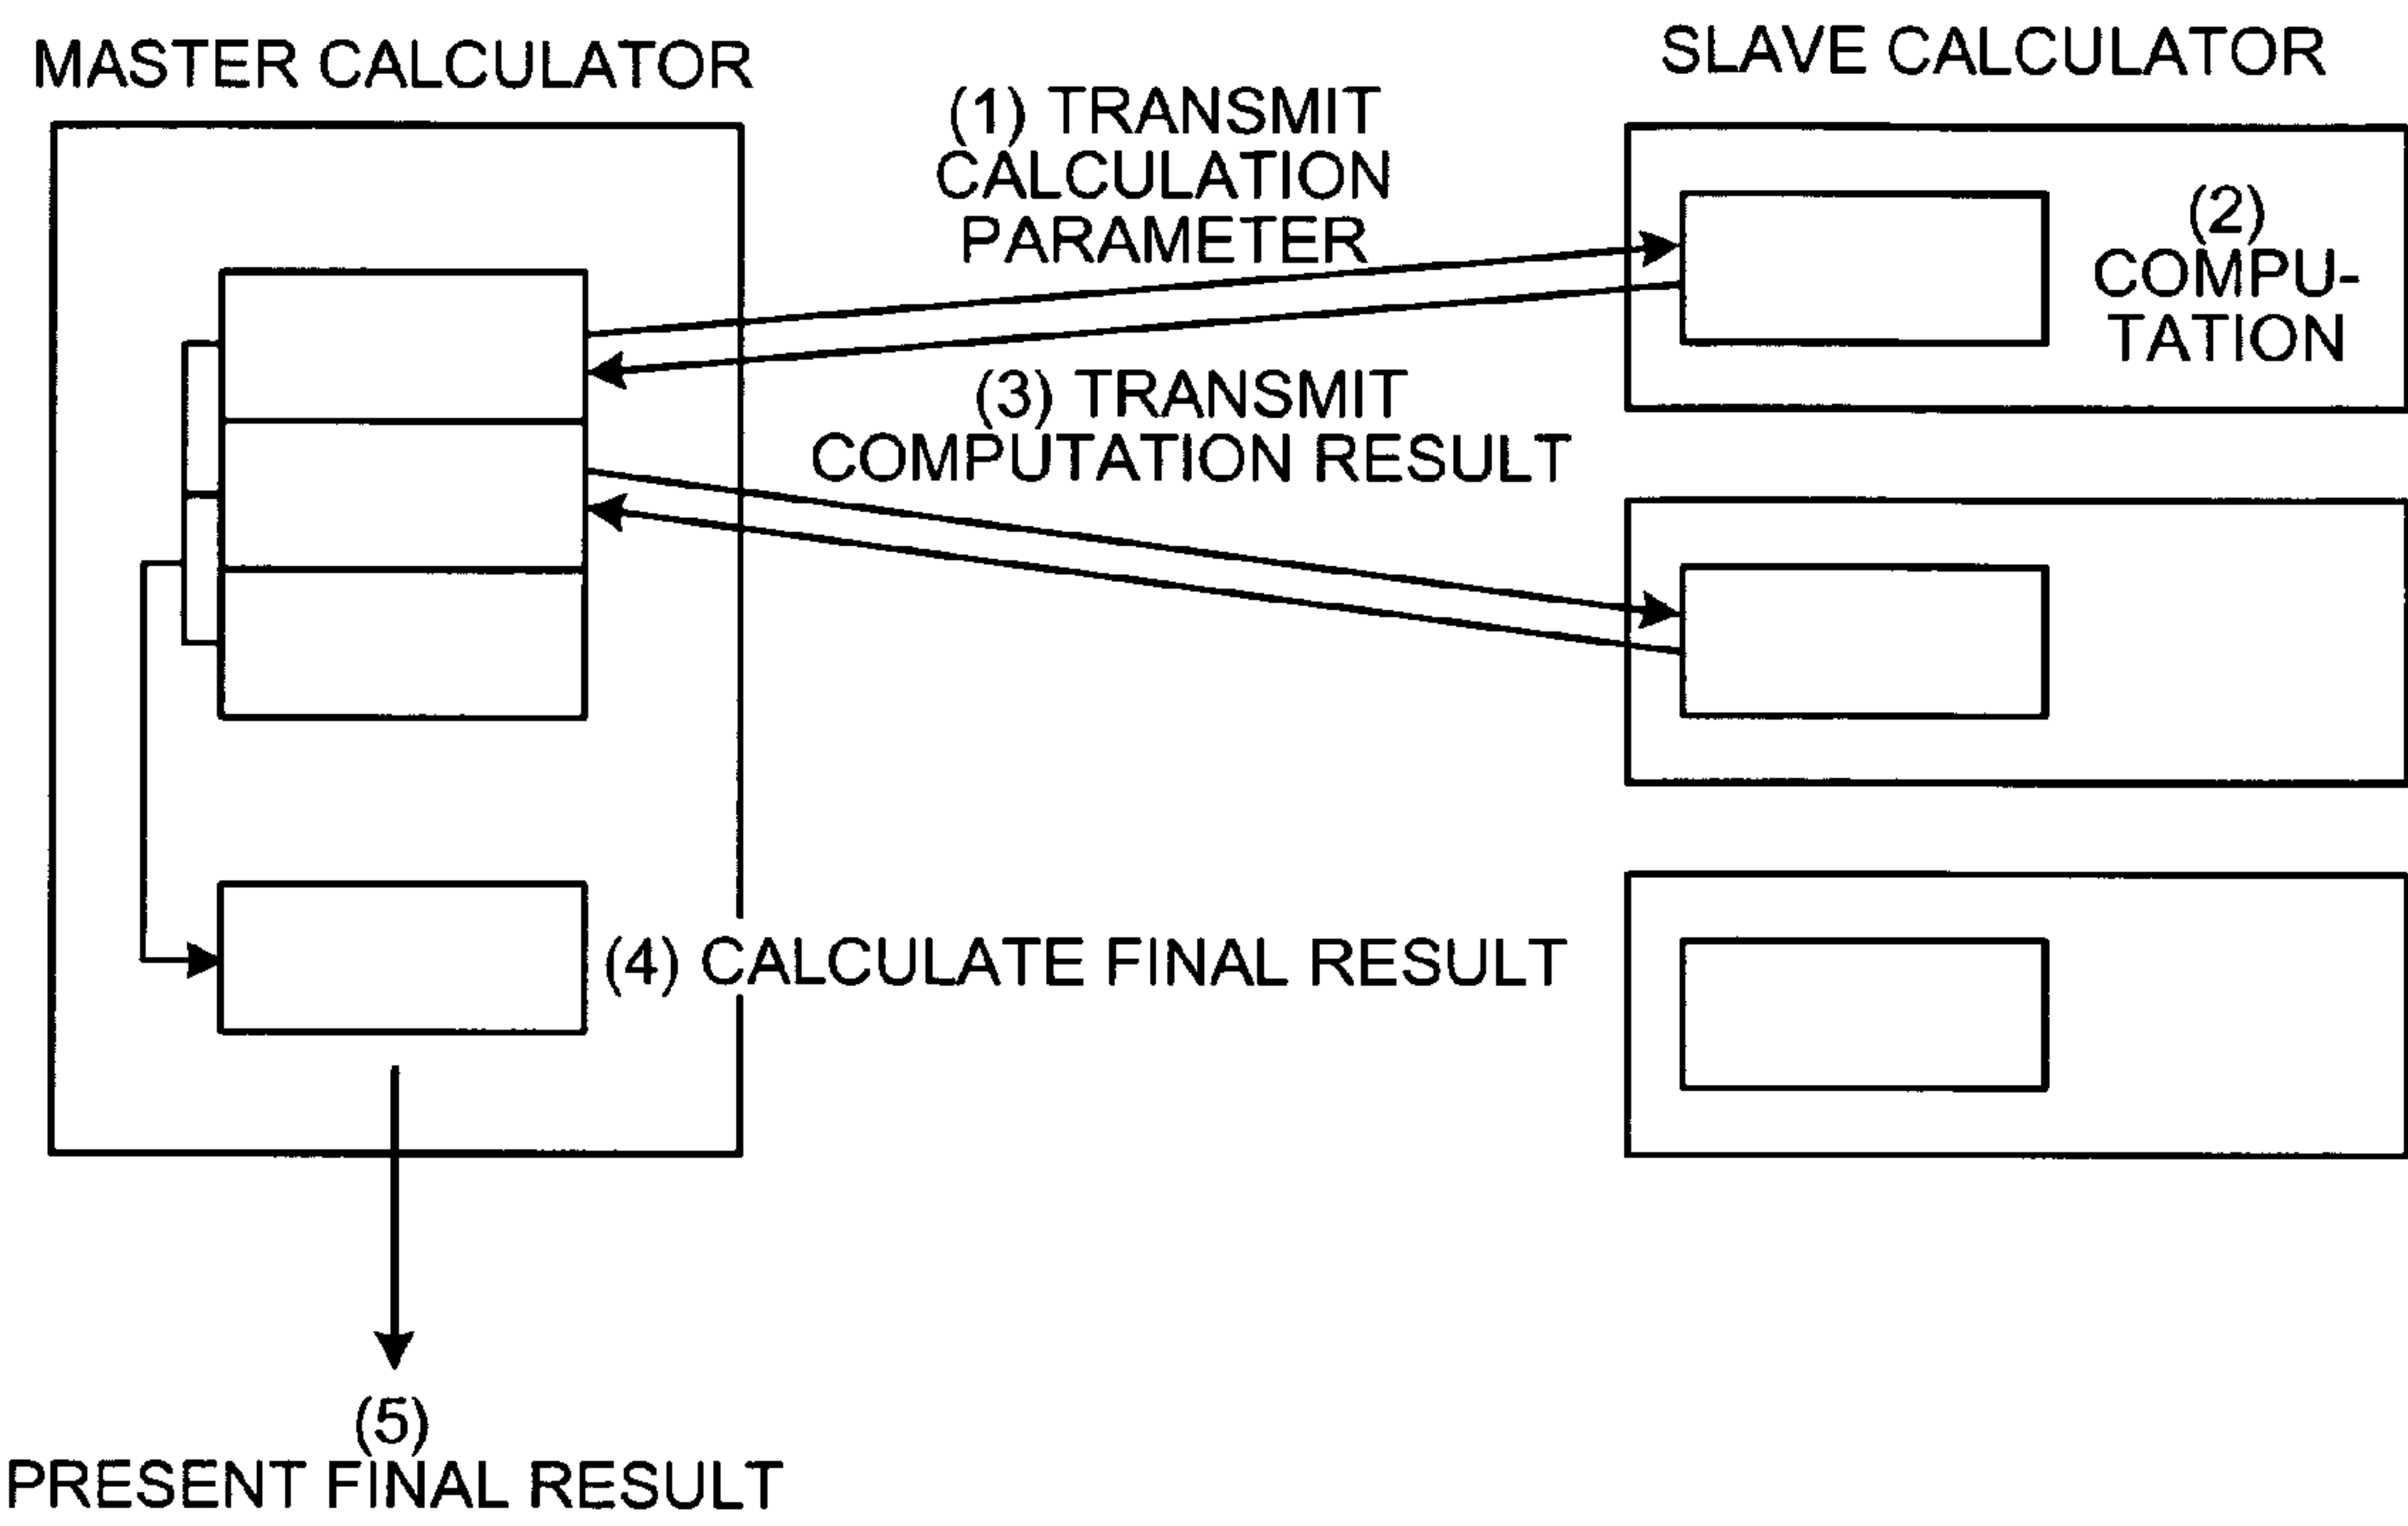 MASTER CALCULATOR
SLAVE CALCULATOR
(1) TRANSMIT
CALCULATION
PARAMETER
(2)
COMPU-
TATION
(3) TRANSMIT
COMPUTATION RESULT
(4) CALCULATE FINAL RESULT
(5)
PRESENT FINAL RESULT